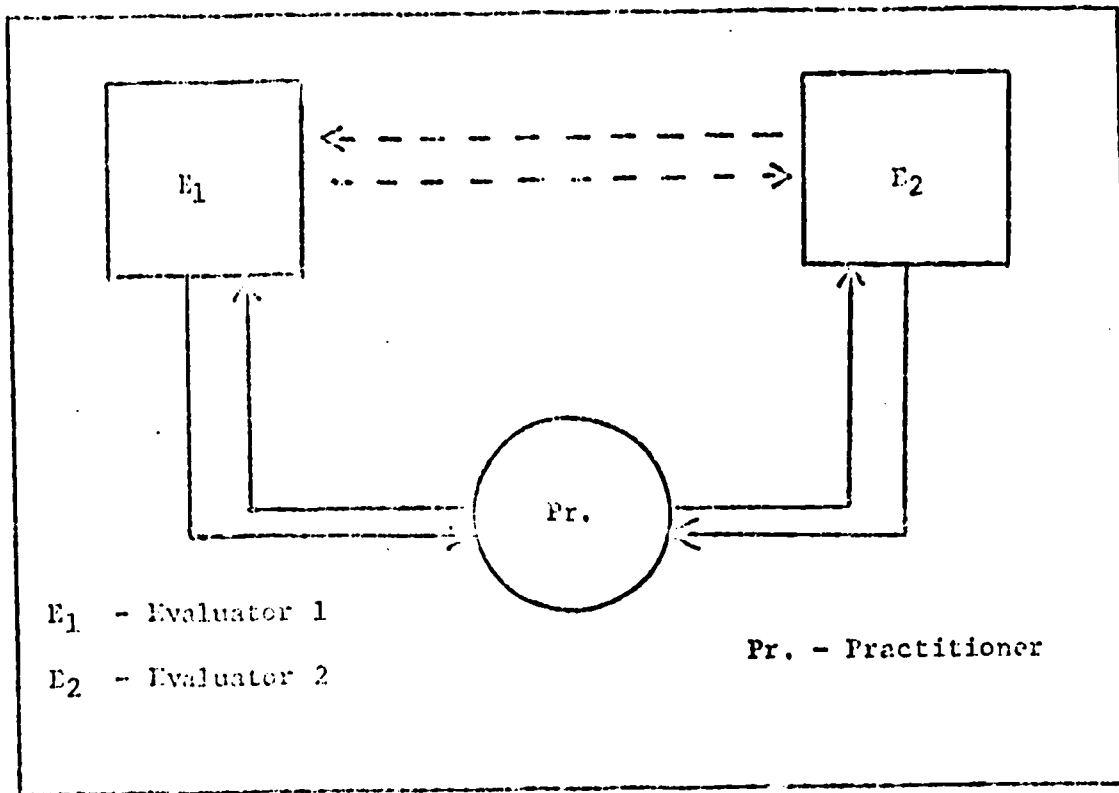 E1
E2
Pr.
E1 - Evaluator 1
E2 - Evaluator 2
Pr. - Practitioner